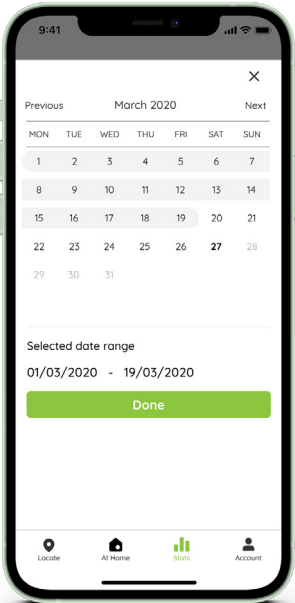 9:41
Previous March 2020 Next
MON TUE WED THU FRI SAT SUN
1 2 3 4 5 6 7
8 9 10 11 12 13 14
15 16 17 18 19 20 21
22 23 24 25 26 27 28
29 30 31
Selected date range
01/03/2020 - 19/03/2020
Done
Locate At Home Stats Account